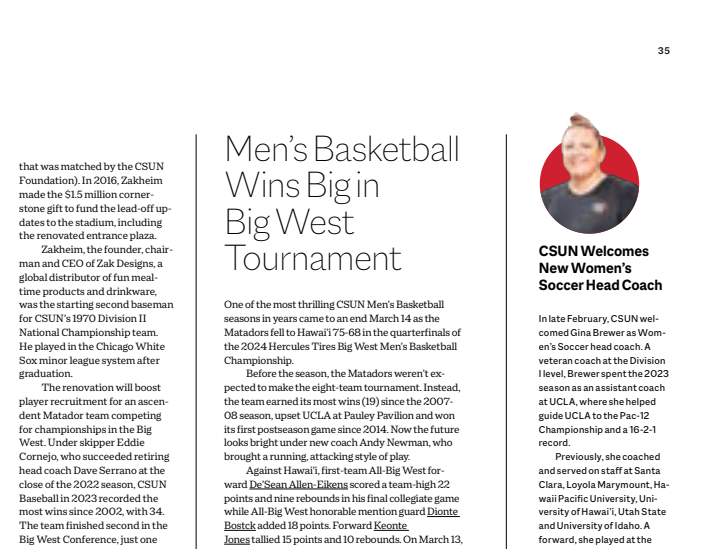 35
that was matched by the CSUN
Foundation). In 2016, Zakheim
made the $1.5 million corner-
stone gift to fund the lead-off up-
dates to the stadium, including
the renovated entrance plaza.
Zakheim, the founder, chair-
man and CEO of Zak Designs, a
global distributor of fun meal-
time products and drinkware,
was the starting second baseman
for CSUN's 1970 Division II
National Championship team.
He played in the Chicago White
Sox minor league system after
graduation.
The renovation will boost
player recruitment for an ascen-
dent Matador team competing
for championships in the Big
West. Under skipper Eddie
Cornejo, who succeeded retiring
head coach Dave Serrano at the
close of the 2022 season, CSUN
Baseball in 2023 recorded the
most wins since 2002, with 34.
The team finished second in the
Big West Conference, just one
Men's Basketball
Wins Big in
Big West
Tournament
One of the most thrilling CSUN Men's Basketball
seasons in years came to an end March 14 as the
Matadors fell to Hawai'i 75-68 in the quarterfinals of
the 2024 Hercules Tires Big West Men's Basketball
Championship.
Before the season, the Matadors weren't ex-
pected to make the eight-team tournament. Instead,
the team earned its most wins (19) since the 2007-
08 season, upset UCLA at Pauley Pavilion and won
its first postseason game since 2014. Now the future
looks bright under new coach Andy Newman, who
brought a running, attacking style of play.
Against Hawai'i, first-team All-Big West for-
ward De'Sean Allen-Eikens scored a team-high 22
points and nine rebounds in his final collegiate game
while All-Big West honorable mention guard Dionte
Bostck added 18 points. Forward Keonte
Jones tallied 15 points and 10 rebounds. On March 13,
CSUN Welcomes
New Women's
Soccer Head Coach
In late February, CSUN wel-
comed Gina Brewer as Wom-
en's Soccer head coach. A
veteran coach at the Division
I level, Brewer spent the 2023
season as an assistant coach
at UCLA, where she helped
guide UCLA to the Pac-12
Championship and a 16-2-1
record.
Previously, she coached
and served on staff at Santa
Clara, Loyola Marymount, Ha-
waii Pacific University, Uni-
versity of Hawai'i, Utah State
and University of Idaho. A
forward, she played at the